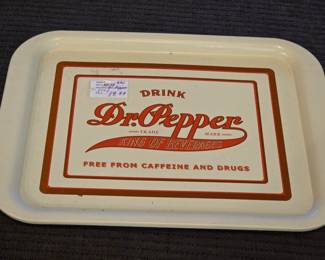 DRINK
Dr. Pepper
TRADE MARK
KING OF BEVERAGES
FREE FROM CAFFEINE AND DRUGS